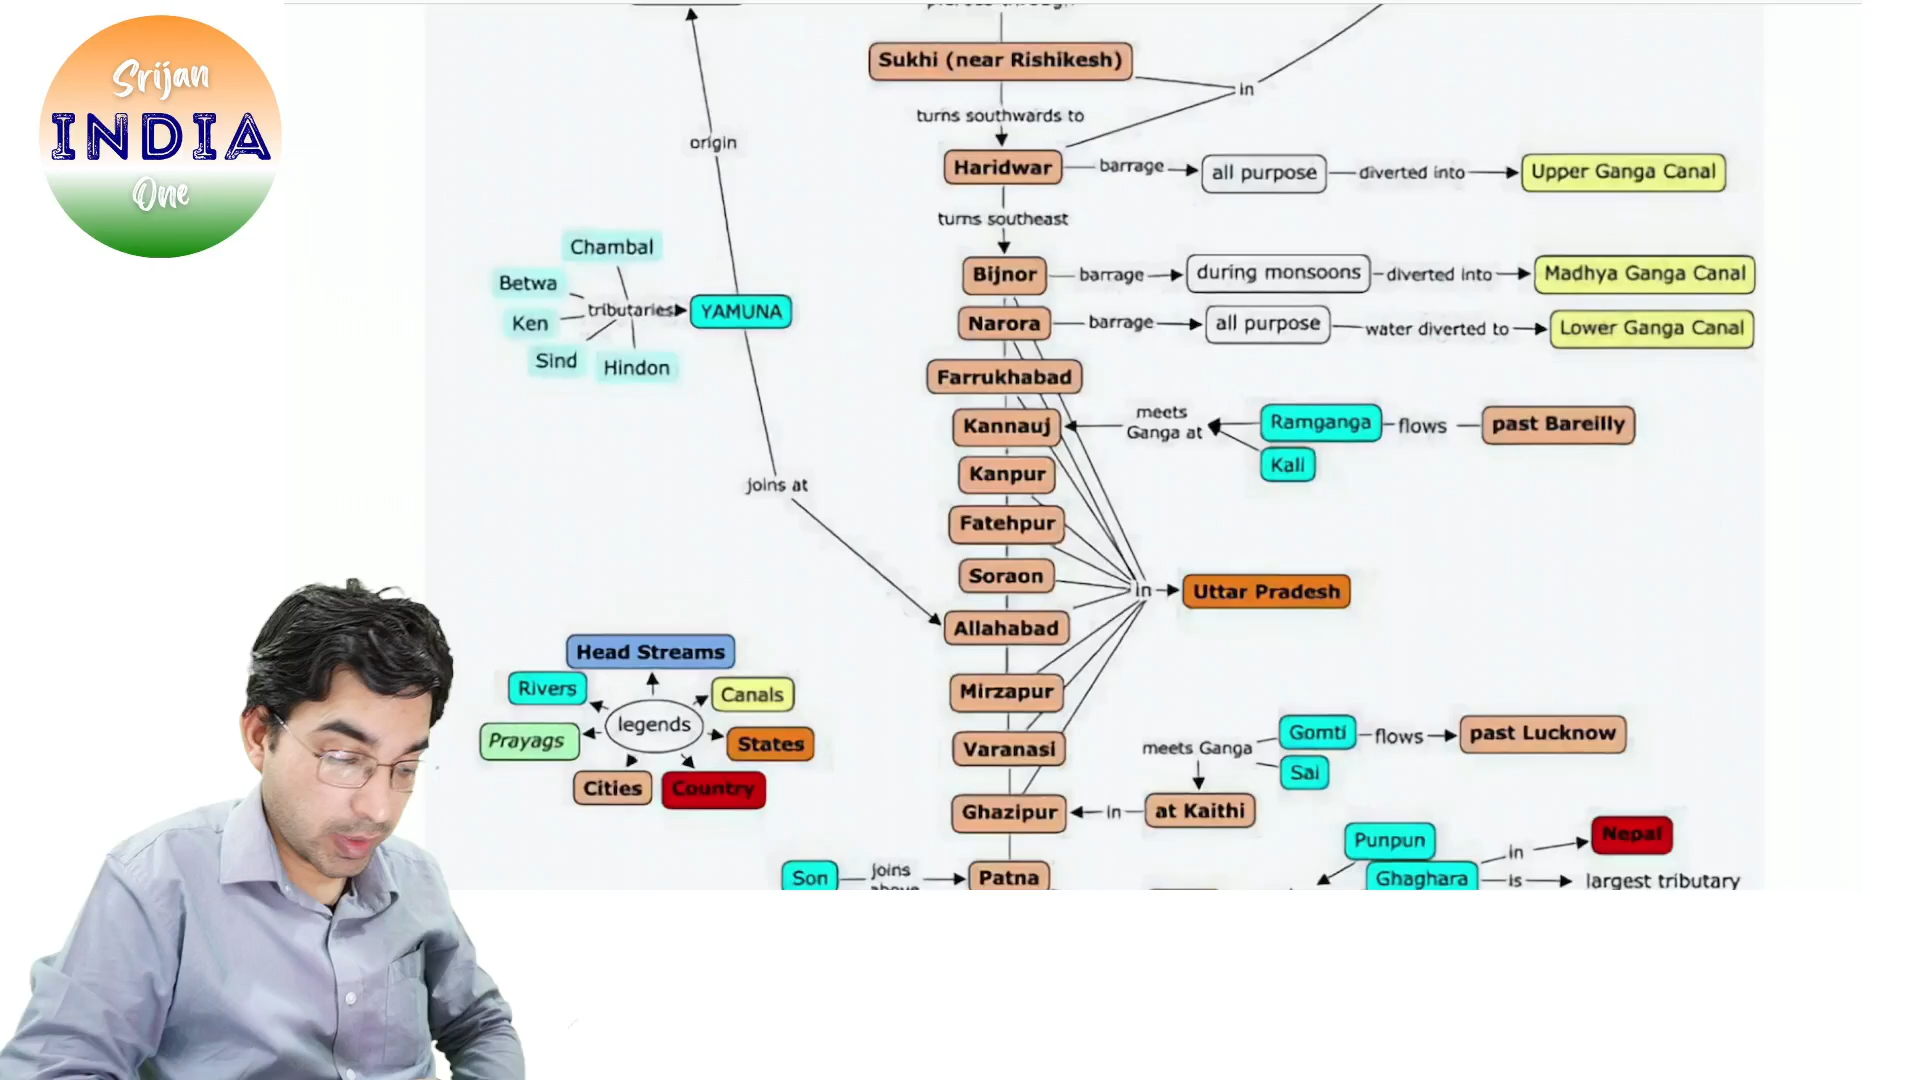 Srijan
INDIA
One
Sukhi (near Rishikesh)
in
turns southwards to
origin
Haridwar
barrage
all purpose
diverted into
Upper Ganga Canal
turns southeast
Chambal
Betwa
Bijnor
barrage
during monsoons
diverted into
Madhya Ganga Canal
tributaries
YAMUNA
Ken
Narora
barrage
all purpose
water diverted to
Lower Ganga Canal
Sind
Hindon
Farrukhabad
Kannauj
meets
Ganga at
Ramganga
flows
past Bareilly
Kali
Kanpur
joins at
Fatehpur
Soraon
in
Uttar Pradesh
Allahabad
Head Streams
Rivers
Canals
legends
Prayags
States
Cities
Country
Mirzapur
Varanasi
meets Ganga
Gomti
flows
past Lucknow
Sai
Ghazipur
in
at Kaithi
Punpun
in
Nepal
Son
joins
Patna
Ghaghara
is
largest tributary